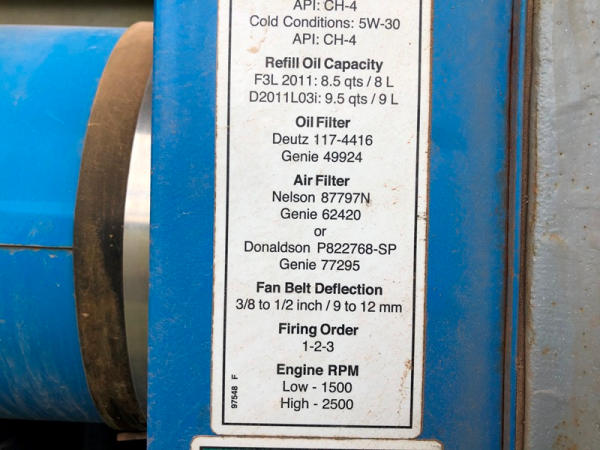 API: CH-4
Cold Conditions: 5W-30
API: CH-4
Refill Oil Capacity
F3L 2011: 8.5 qts / 8 L
D2011L03i: 9.5 qts / 9 L
Oil Filter
Deutz 117-4416
Genie 49924
Air Filter
Nelson 87797N
Genie 62420
or
Donaldson P822768-SP
Genie 77295
Fan Belt Deflection
3/8 to 1/2 inch / 9 to 12 mm
Firing Order
1-2-3
Engine RPM
Low - 1500
High - 2500
97548 F